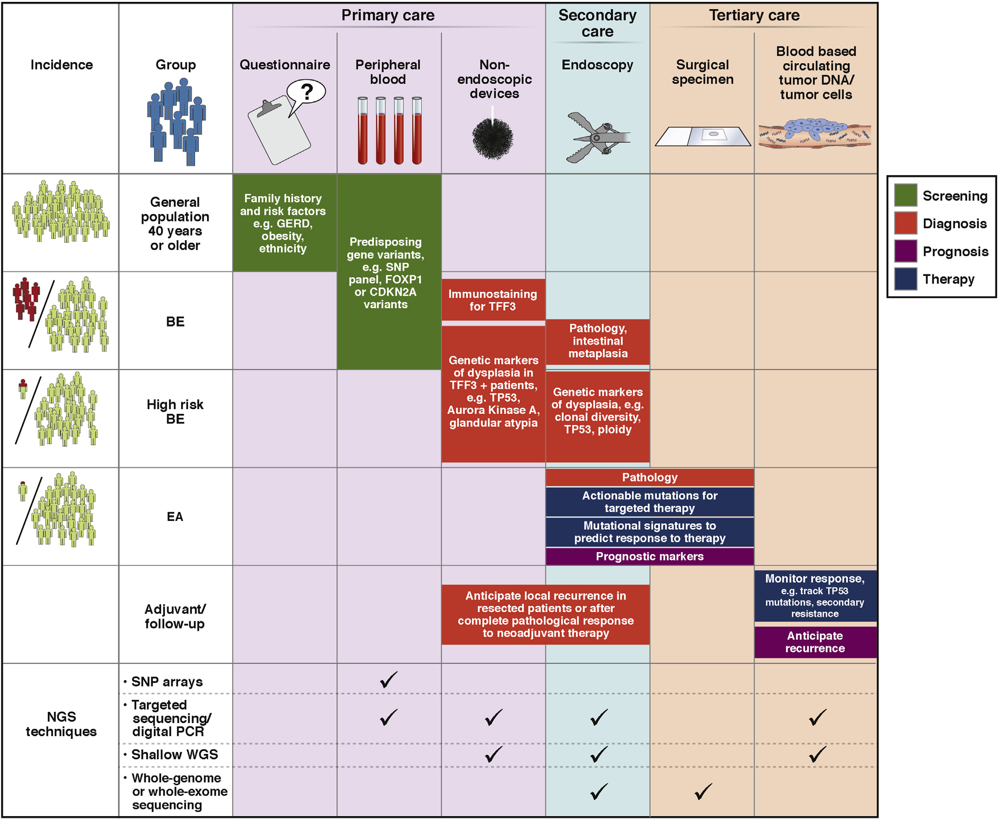 Primary care
Secondary
care
Tertiary care
Incidence
Group
Questionnaire
?
Peripheral
blood
Non-
endoscopic
devices
Endoscopy
Surgical
specimen
Blood based
circulating
tumor DNA/
tumor cells
Screening
Diagnosis
Prognosis
Therapy
General
population
40 years
or older
Family history
and risk factors
e.g. GERD,
obesity,
ethnicity
Predisposing
gene variants,
e.g. SNP
panel, FOXP1
or CDKN2A
variants
BE
Immunostaining
for TFF3
Pathology,
intestinal
metaplasia
High risk
BE
Genetic markers
of dysplasia in
TFF3 + patients,
e.g. TP53,
Aurora Kinase A,
glandular atypia
Genetic markers
of dysplasia, e.g.
clonal diversity,
TP53, ploidy
EA
Pathology
Actionable mutations for
targeted therapy
Mutational signatures to
predict response to therapy
Prognostic markers
Adjuvant/
follow-up
Anticipate local recurrence in
resected patients or after
complete pathological response
to neoadjuvant therapy
Monitor response,
e.g. track TP53
mutations, secondary
resistance
Anticipate
recurrence
NGS
techniques
• SNP arrays
• Targeted
sequencing/
digital PCR
• Shallow WGS
• Whole-genome
or whole-exome
sequencing